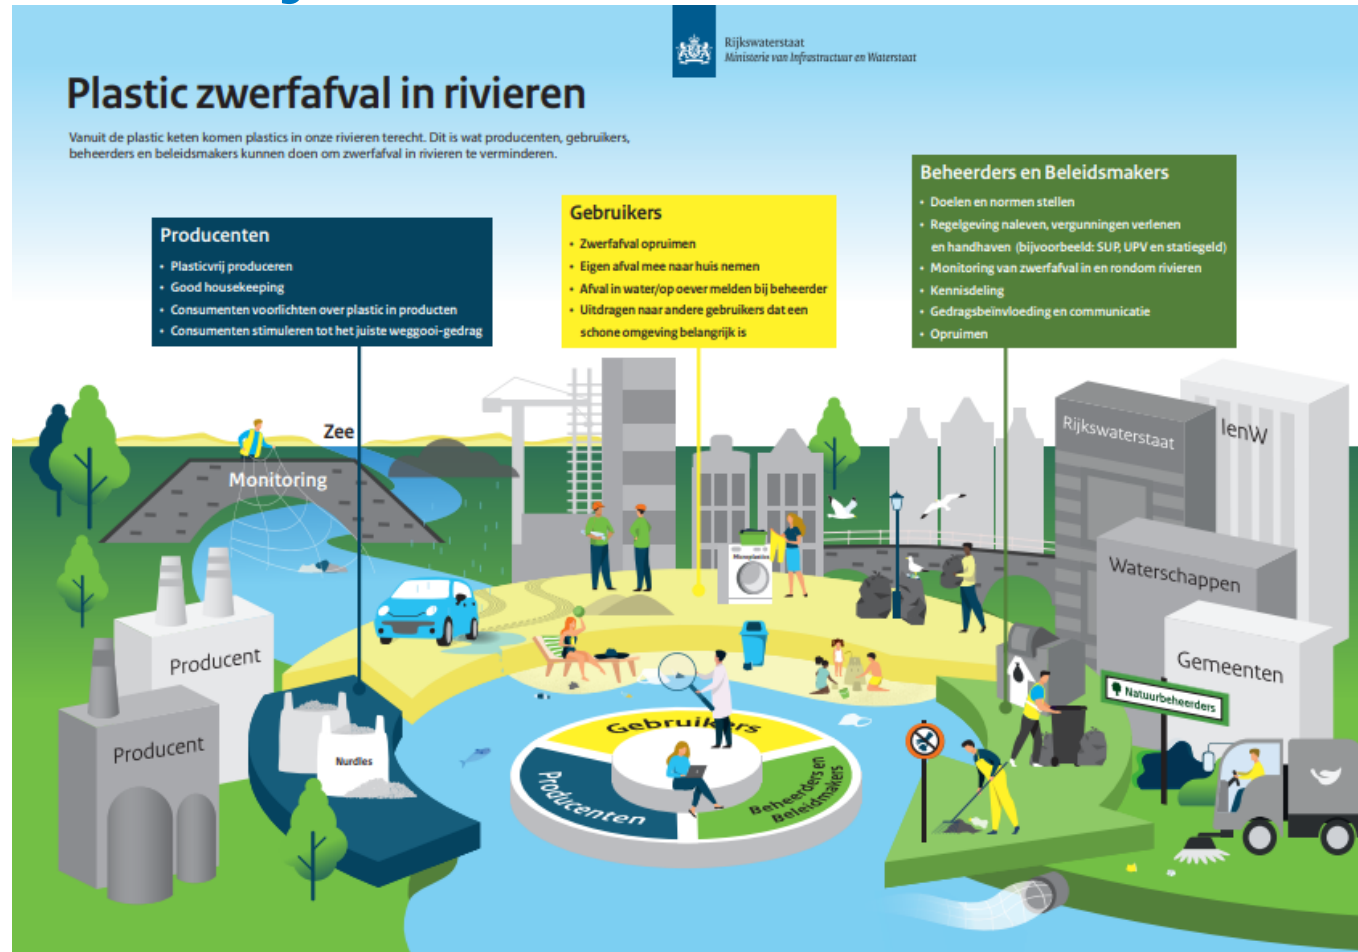 Rijkswaterstaat
Ministerie van Infrastructuur en Waterstaat
Plastic zwerfafval in rivieren
Vanuit de plastic keten komen plastics in onze rivieren terecht. Dit is wat producenten, gebruikers,
beheerders en beleidsmakers kunnen doen om zwerfafval in rivieren te verminderen.
Producenten
• Plasticvrij produceren
• Good housekeeping
• Consumenten voorlichten over plastic in producten
• Consumenten stimuleren tot het juiste weggooi-gedrag
Gebruikers
• Zwerfafval opruimen
• Eigen afval mee naar huis nemen
• Afval in water/op oever melden bij beheerder
• Uitdragen naar andere gebruikers dat een
schone omgeving belangrijk is
Beheerders en Beleidsmakers
• Doelen en normen stellen
• Regelgeving naleven, vergunningen verlenen
en handhaven (bijvoorbeeld: SUP, UPV en statiegeld)
• Monitoring van zwerfafval in en rondom rivieren
• Kennisdeling
• Gedragsbeïnvloeding en communicatie
• Opruimen
Zee
Monitoring
Rijkswaterstaat
IenW
Microplastics
Waterschappen
Gemeenten
Natuurbeheerders
Producent
Producent
Nurdles
Gebruikers
Producenten
Beheerders en
Beleidmakers